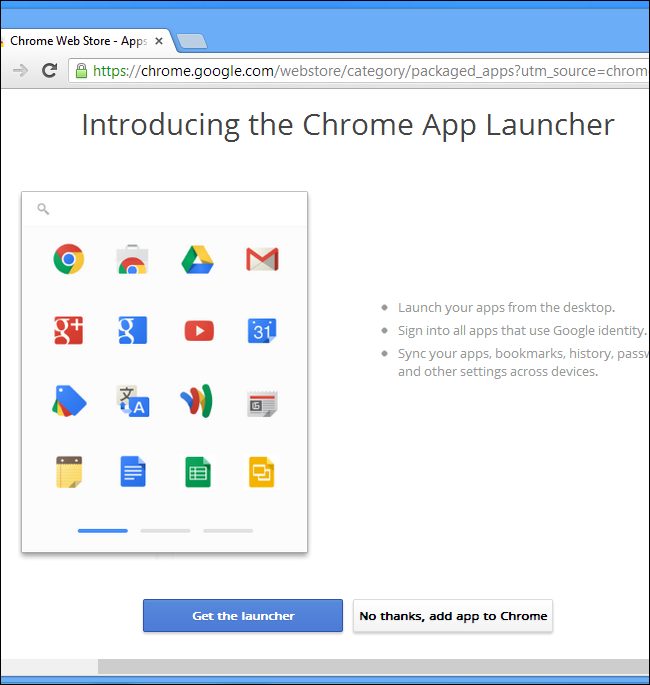 Chrome Web Store - Apps
https://chrome.google.com/webstore/category/packaged_apps?utm_source=chrom
Introducing the Chrome App Launcher
Launch your apps from the desktop.
Sign into all apps that use Google identity.
Sync your apps, bookmarks, history, passw
and other settings across devices.
g+
g
31
文 A
Get the launcher
No thanks, add app to Chrome